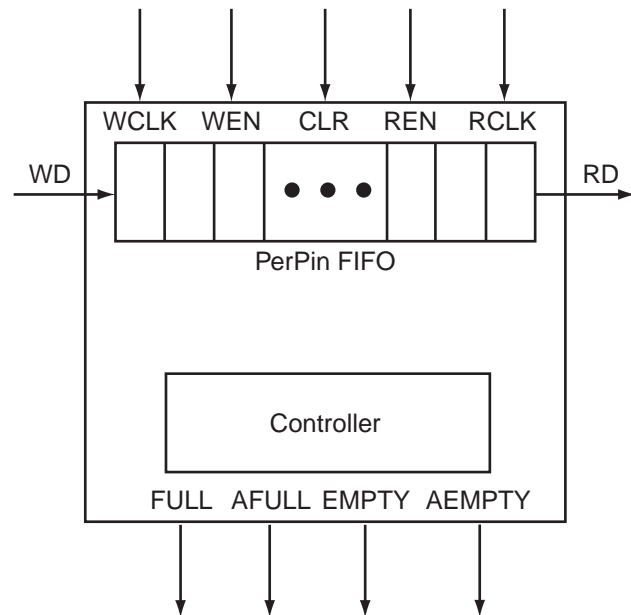 WCLK WEN CLR REN RCLK
WD RD
PerPin FIFO
Controller
FULL AFULL EMPTY AEMPTY